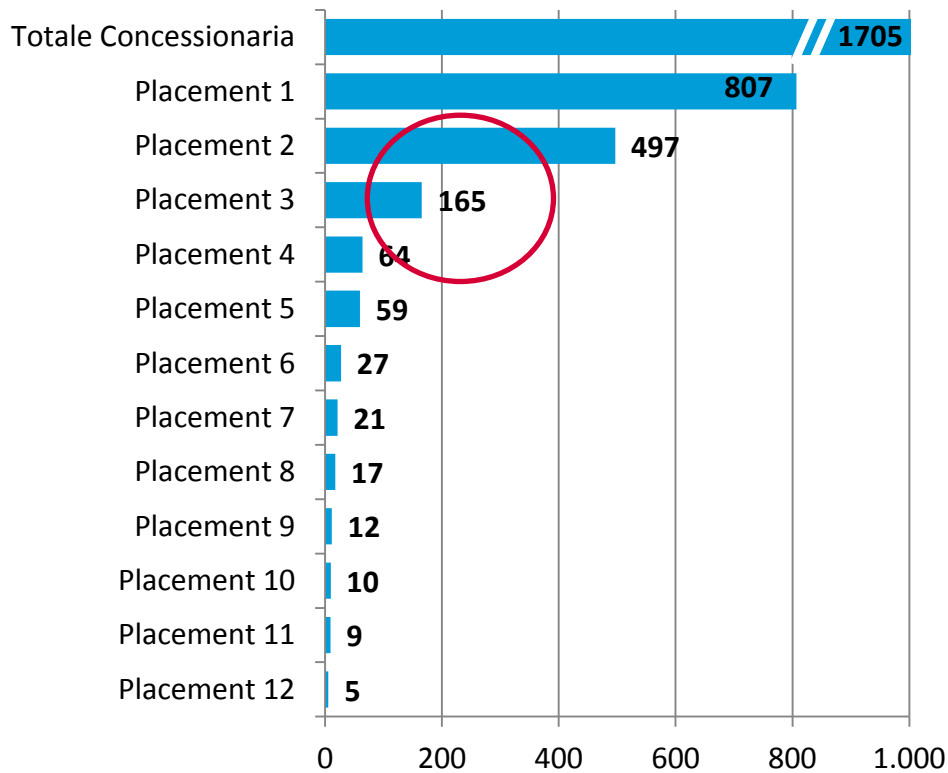 Totale Concessionaria 1705
Placement 1 807
Placement 2 497
Placement 3 165
Placement 4 64
Placement 5 59
Placement 6 27
Placement 7 21
Placement 8 17
Placement 9 12
Placement 10 10
Placement 11 9
Placement 12 5
0 200 400 600 800 1.000